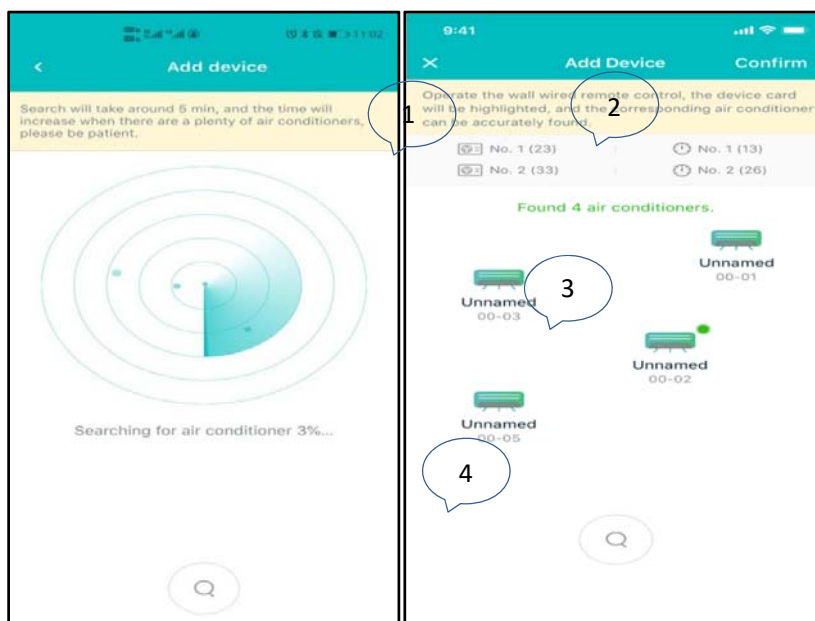 11:02
Add device
Search will take around 5 min, and the time will
increase when there are a plenty of air conditioners,
please be patient.
Searching for air conditioner 3%...
1
9:41
Add Device
Confirm
Operate the wall wired remote control, the device card
will be highlighted, and the corresponding air conditioner
can be accurately found.
2
No. 1 (23)
No. 1 (13)
No. 2 (33)
No. 2 (26)
Found 4 air conditioners.
Unnamed
00-01
Unnamed
00-03
3
Unnamed
00-02
Unnamed
00-05
4